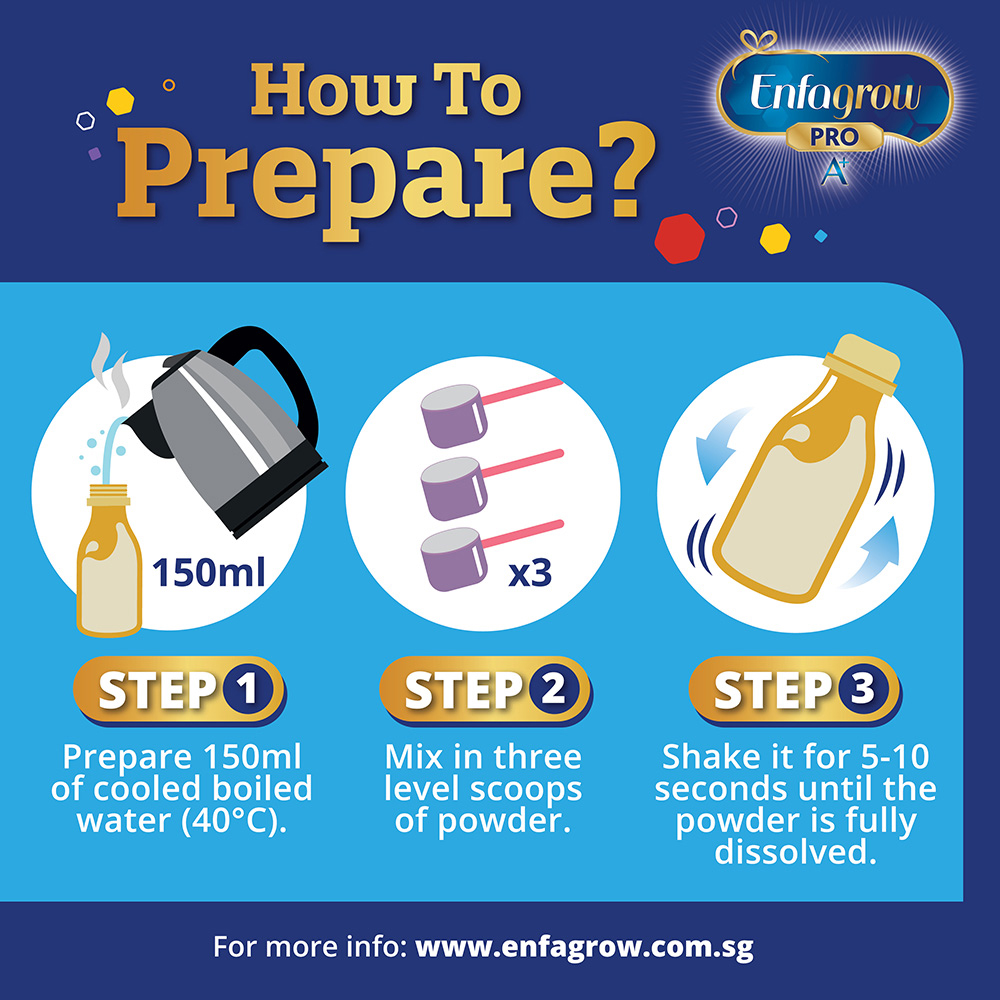 How To
Prepare?
Enfagrow
PRO
A+
150ml
x3
STEP 1
Prepare 150ml
of cooled boiled
water (40°C).
STEP 2
Mix in three
level scoops
of powder.
STEP 3
Shake it for 5-10
seconds until the
powder is fully
dissolved.
For more info: www.enfagrow.com.sg